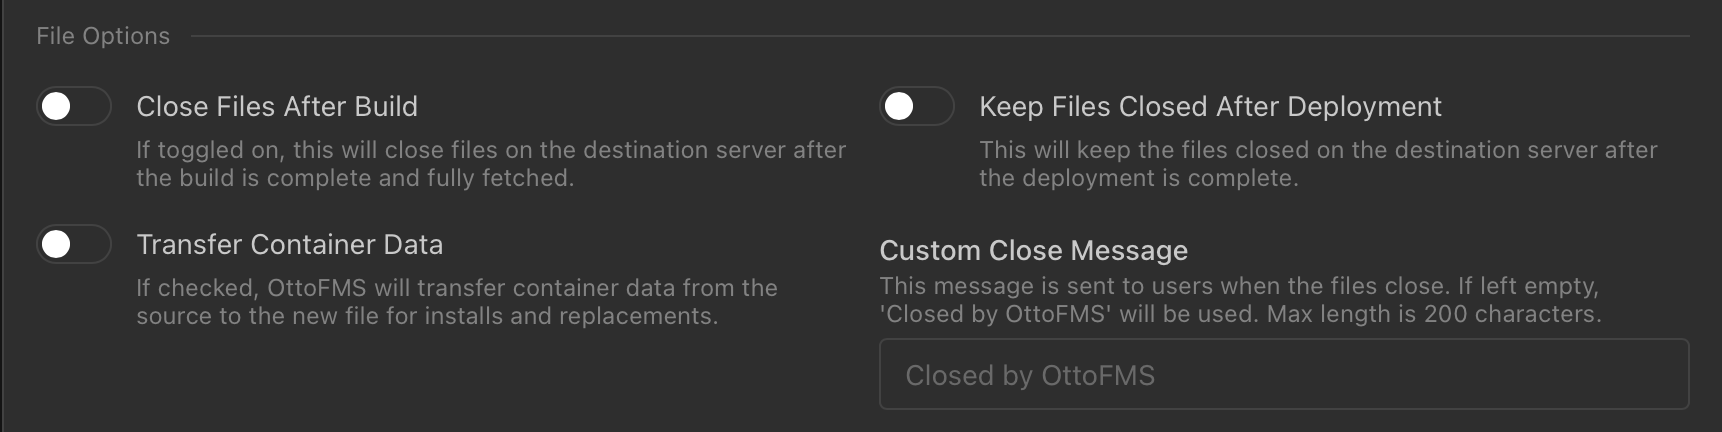 File Options
Close Files After Build
If toggled on, this will close files on the destination server after
the build is complete and fully fetched.
Keep Files Closed After Deployment
This will keep the files closed on the destination server after
the deployment is complete.
Transfer Container Data
If checked, OttoFMS will transfer container data from the
source to the new file for installs and replacements.
Custom Close Message
This message is sent to users when the files close. If left empty,
'Closed by OttoFMS' will be used. Max length is 200 characters.
Closed by OttoFMS